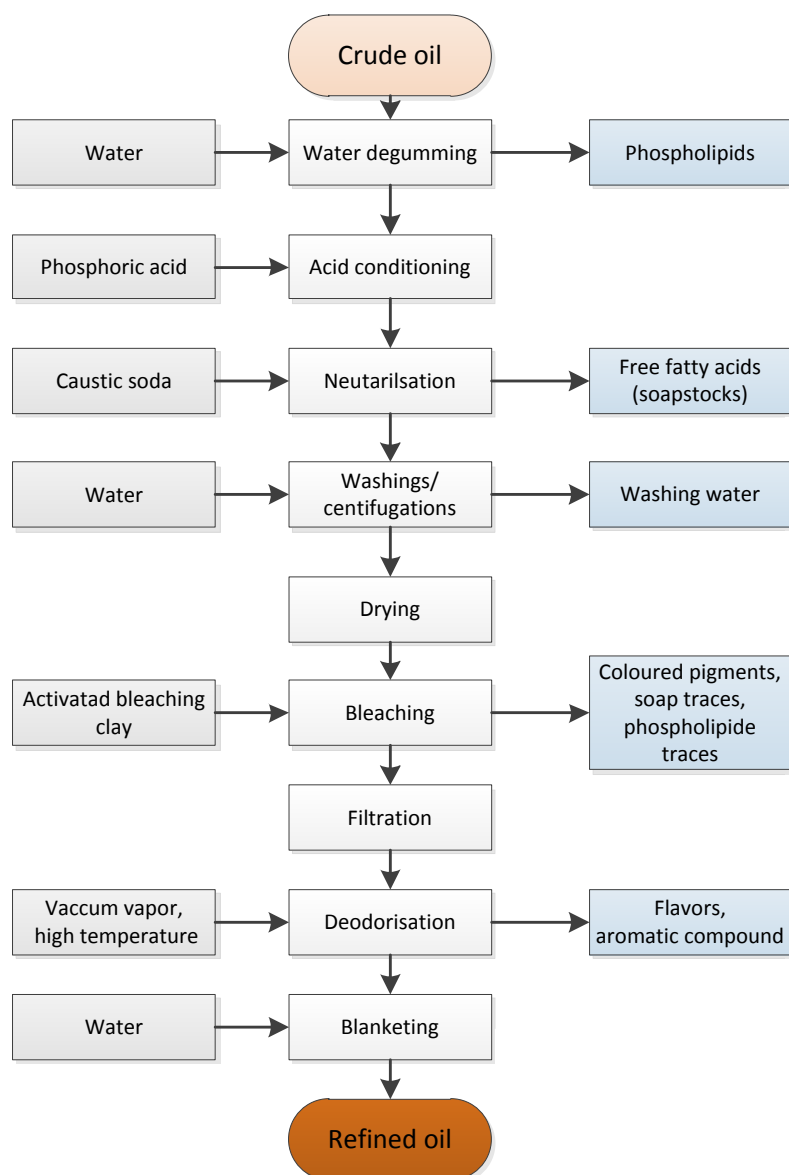 Crude oil
Water
Water degumming
Phospholipids
Phosphoric acid
Acid conditioning
Caustic soda
Neutarilsation
Free fatty acids
(soapstocks)
Water
Washings/
centifugations
Washing water
Drying
Activatad bleaching
clay
Bleaching
Coloured pigments,
soap traces,
phospholipide
traces
Filtration
Vaccum vapor,
high temperature
Deodorisation
Flavors,
aromatic compound
Water
Blanketing
Refined oil